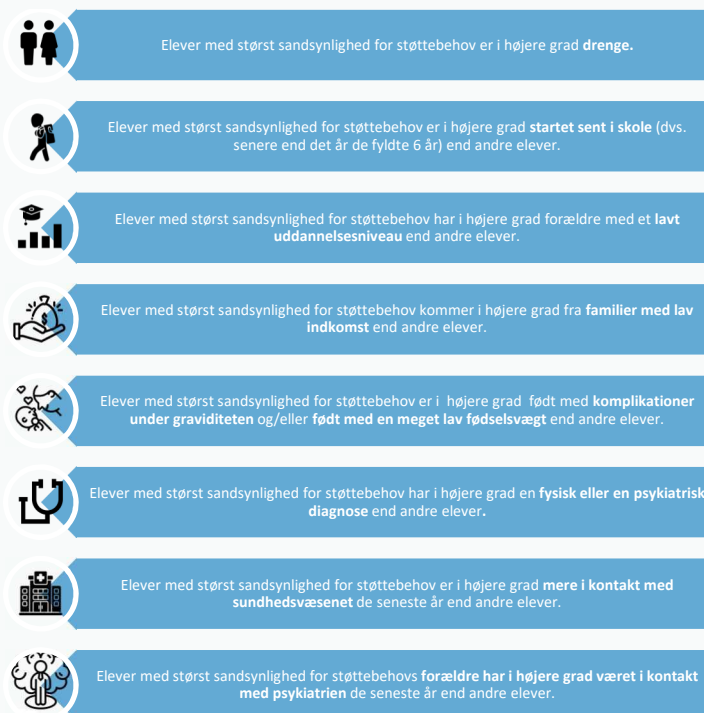 Elever med størst sandsynlighed for støttebehov er i højere grad drenge.
Elever med størst sandsynlighed for støttebehov er i højere grad startet sent i skole (dvs.
senere end det år de fyldte 6 år) end andre elever.
Elever med størst sandsynlighed for støttebehov har i højere grad forældre med et lavt
uddannelsesniveau end andre elever.
Elever med størst sandsynlighed for støttebehov kommer i højere grad fra familier med lav
indkomst end andre elever.
Elever med størst sandsynlighed for støttebehov er i højere grad født med komplikationer
under graviditeten og/eller født med en meget lav fødselsvægt end andre elever.
Elever med størst sandsynlighed for støttebehov har i højere grad en fysisk eller en psykiatrisk
diagnose end andre elever.
Elever med størst sandsynlighed for støttebehov er i højere grad mere i kontakt med
sundhedsvæsenet de seneste år end andre elever.
Elever med størst sandsynlighed for støttebehovs forældre har i højere grad været i kontakt
med psykiatrien de seneste år end andre elever.